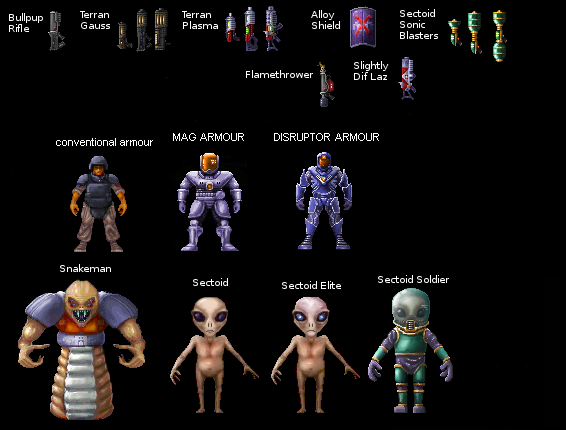 Bullpup
Rifle
Terran
Gauss
Terran
Plasma
Alloy
Shield
Sectoid
Sonic
Blasters
Flamethrower
Slightly
Dif Laz
conventional armour
MAG ARMOUR
DISRUPTOR ARMOUR
Snakeman
Sectoid
Sectoid Elite
Sectoid Soldier